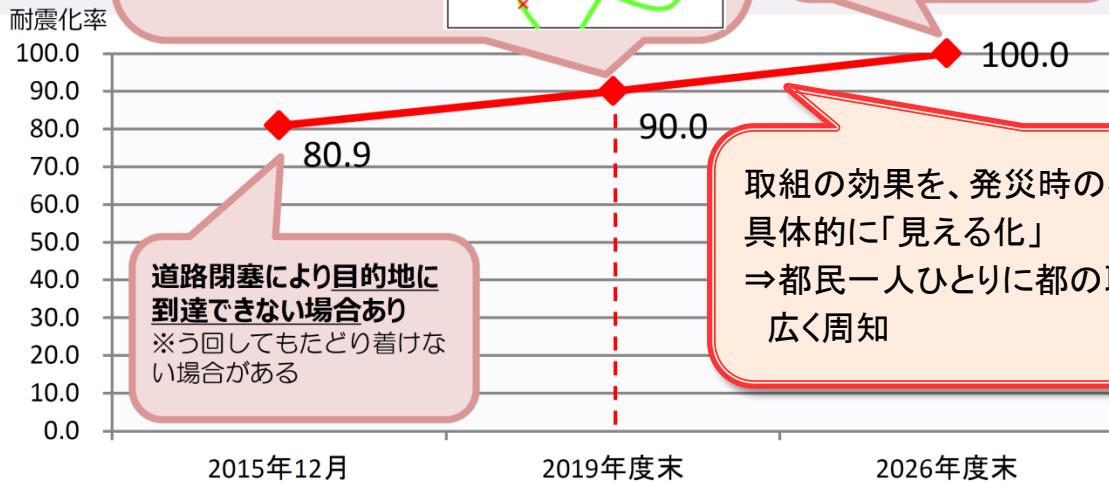 耐震化率
100.0
90.0
80.0
70.0
60.0
50.0
40.0
30.0
20.0
10.0
0.0
80.9
90.0
100.0
道路閉塞により目的地に
到達できない場合あり
※う回してもたどり着けな
い場合がある
取組の効果を、発災時の
具体的に「見える化」
⇒都民一人ひとりに都の
広く周知
2015年12月
2019年度末
2026年度末